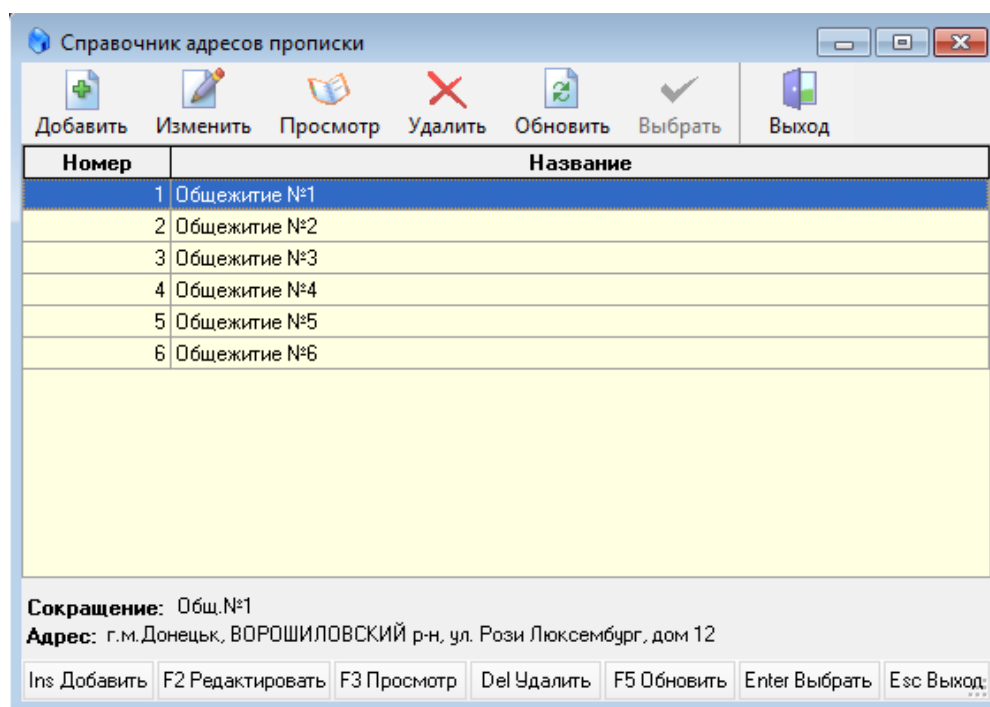 Справочник адресов прописки
Добавить Изменить Просмотр Удалить Обновить Выбрать Выход
Номер Название
1 Общежитие №1
2 Общежитие №2
3 Общежитие №3
4 Общежитие №4
5 Общежитие №5
6 Общежитие №6
Сокращение: Общ.№1
Адрес: г.м.Донецьк, ВОРОШИЛОВСКИЙ р-н, ул. Рози Люксембург, дом 12
Ins Добавить F2 Редактировать F3 Просмотр Del Удалить F5 Обновить Enter Выбрать Esc Выход